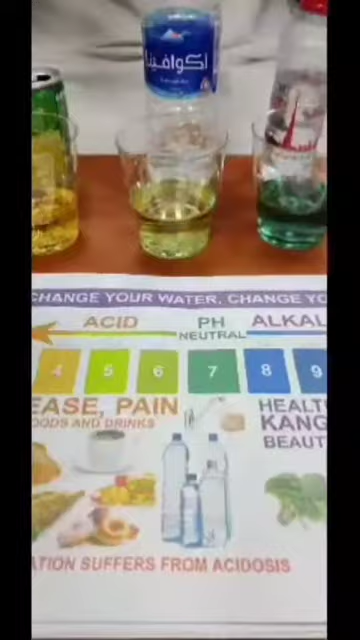 أكوافينا
CHANGE YOUR WATER, CHANGE YO
ACID PH ALKAL
NEUTRAL
4 5 6 7 8 9
EASE, PAIN HEALT
OODS AND DRINKS KANG
BEAUT
ATION SUFFERS FROM ACIDOSIS